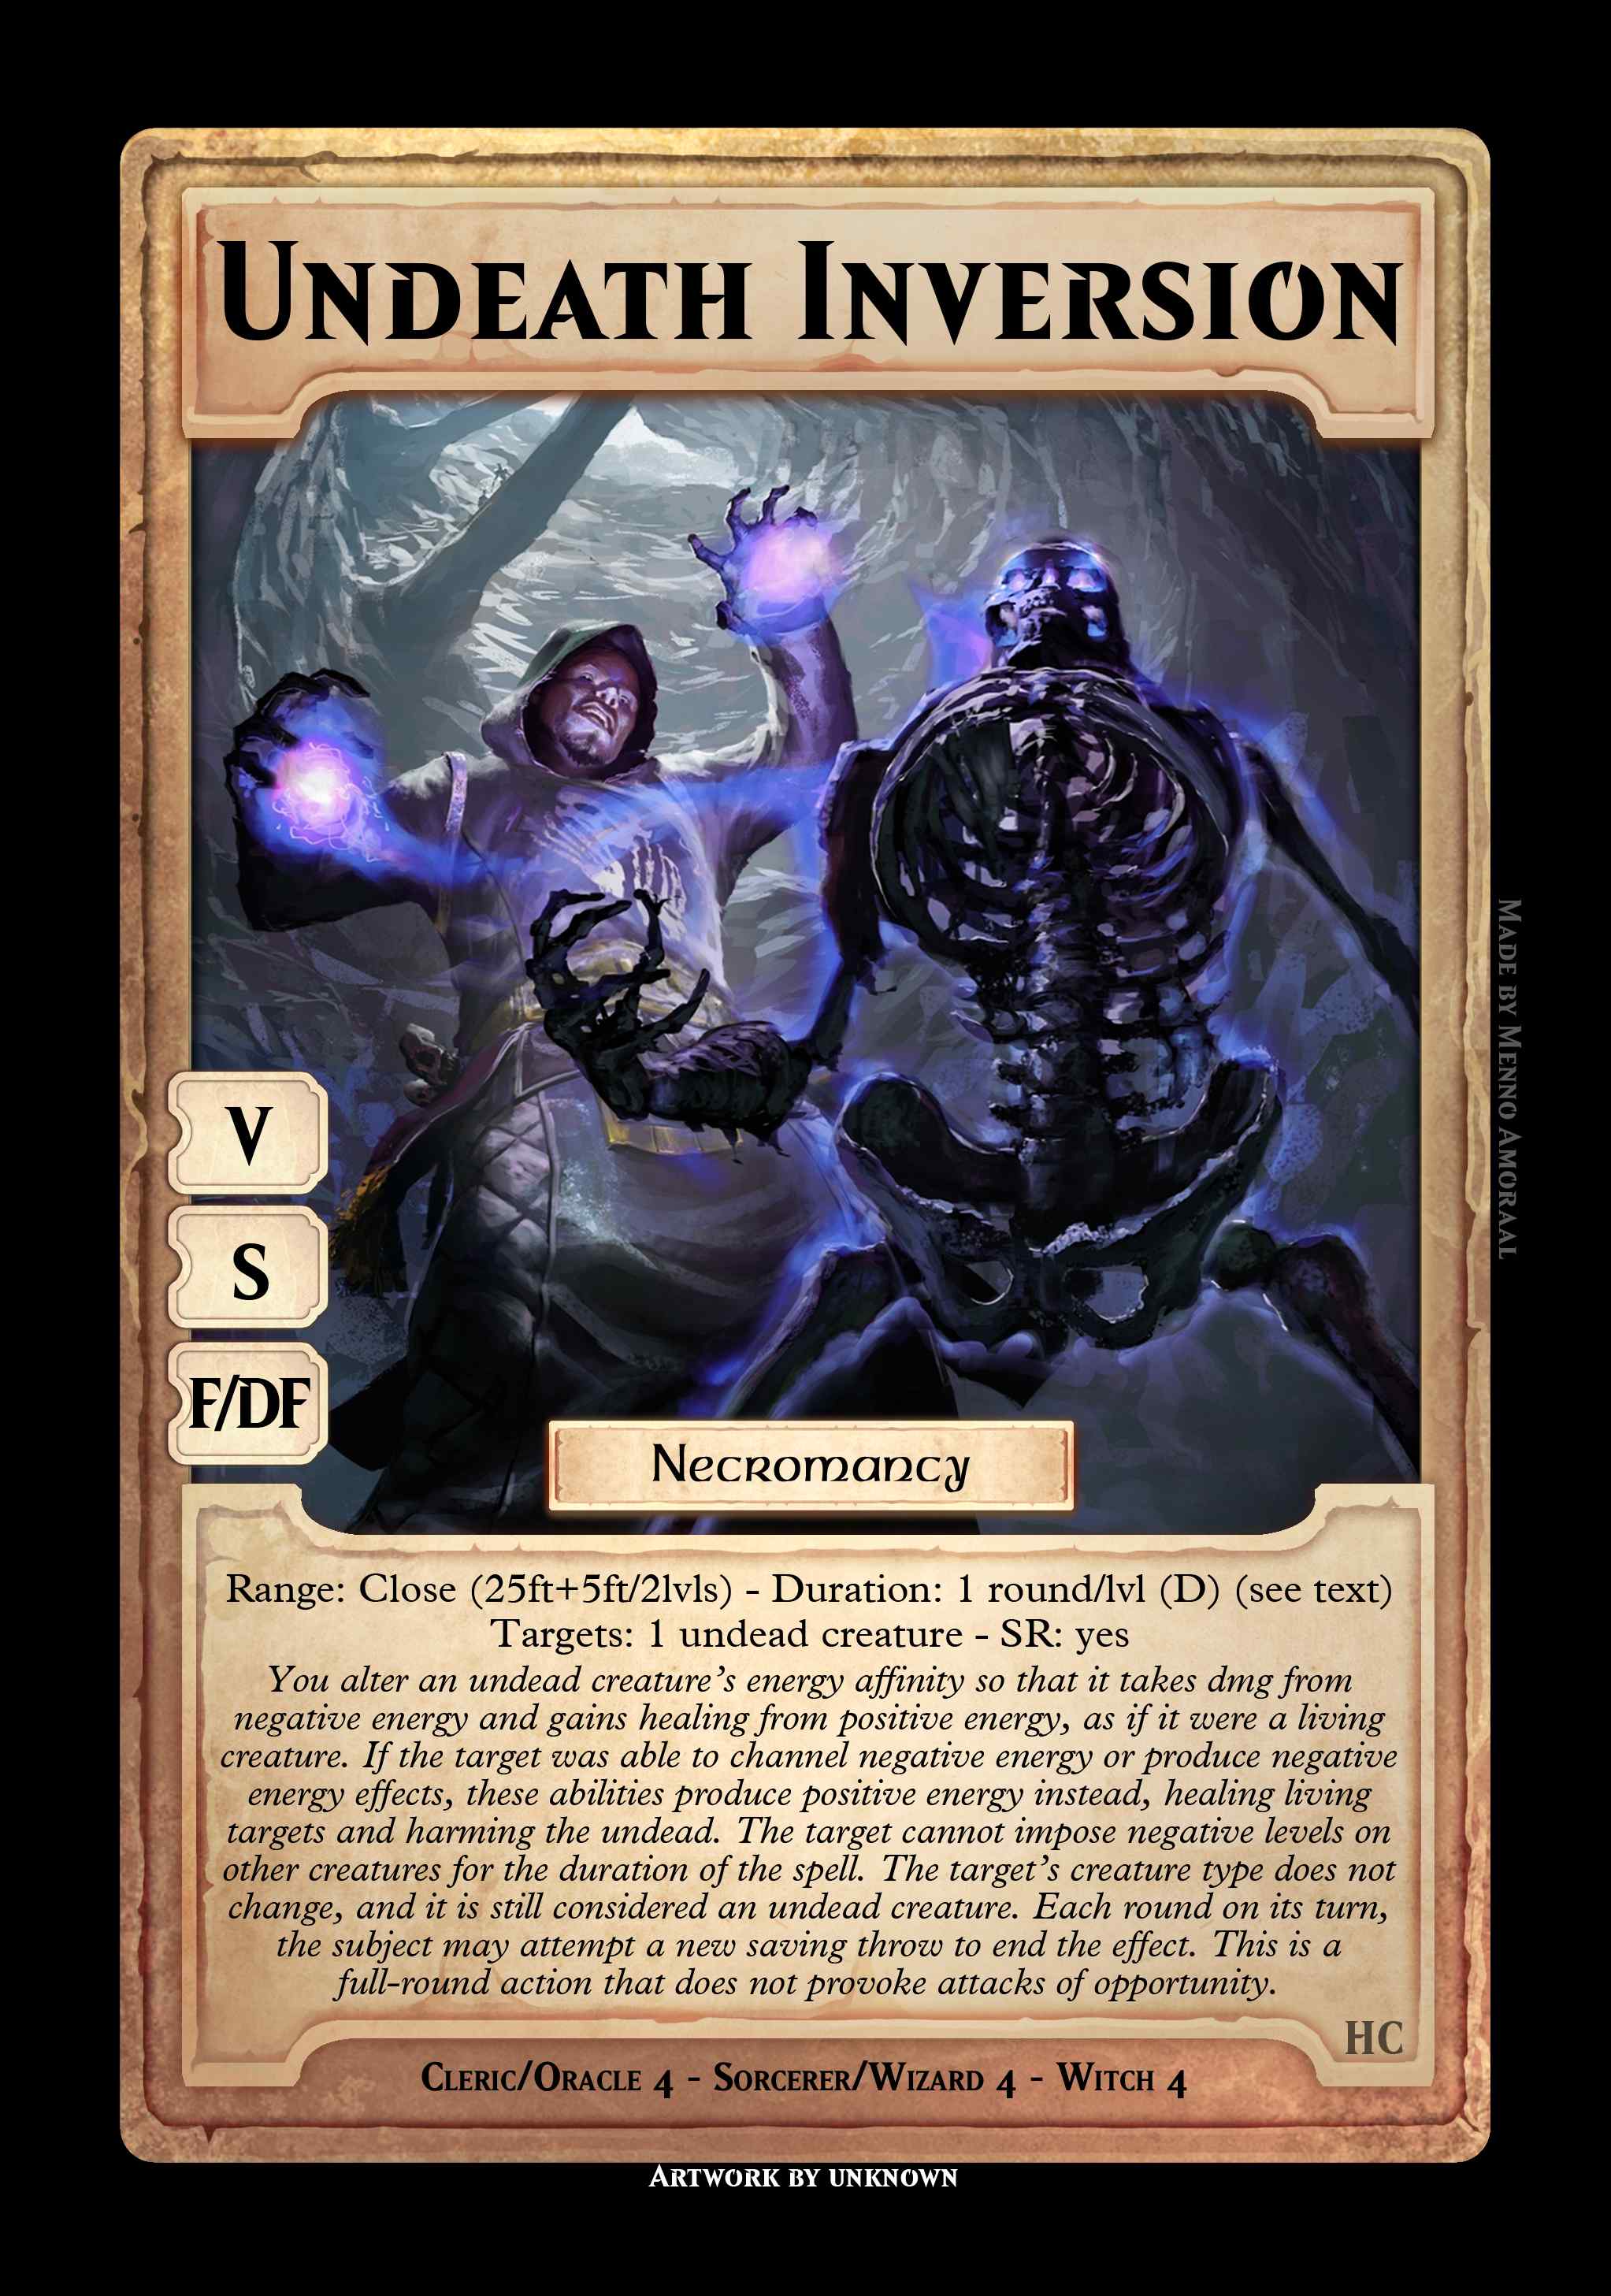 Undeath Inversion
V
S
F/DF
Necromancy
Range: Close (25ft+5ft/2lvls) - Duration: 1 round/lvl (D) (see text)
Targets: 1 undead creature - SR: yes
You alter an undead creature's energy affinity so that it takes dmg from
negative energy and gains healing from positive energy, as if it were a living
creature. If the target was able to channel negative energy or produce negative
energy effects, these abilities produce positive energy instead, healing living
targets and harming the undead. The target cannot impose negative levels on
other creatures for the duration of the spell. The target's creature type does not
change, and it is still considered an undead creature. Each round on its turn,
the subject may attempt a new saving throw to end the effect. This is a
full-round action that does not provoke attacks of opportunity.
HC
Cleric/Oracle 4 - Sorcerer/Wizard 4 - Witch 4
Artwork by unknown
Made by Menno Amoraal